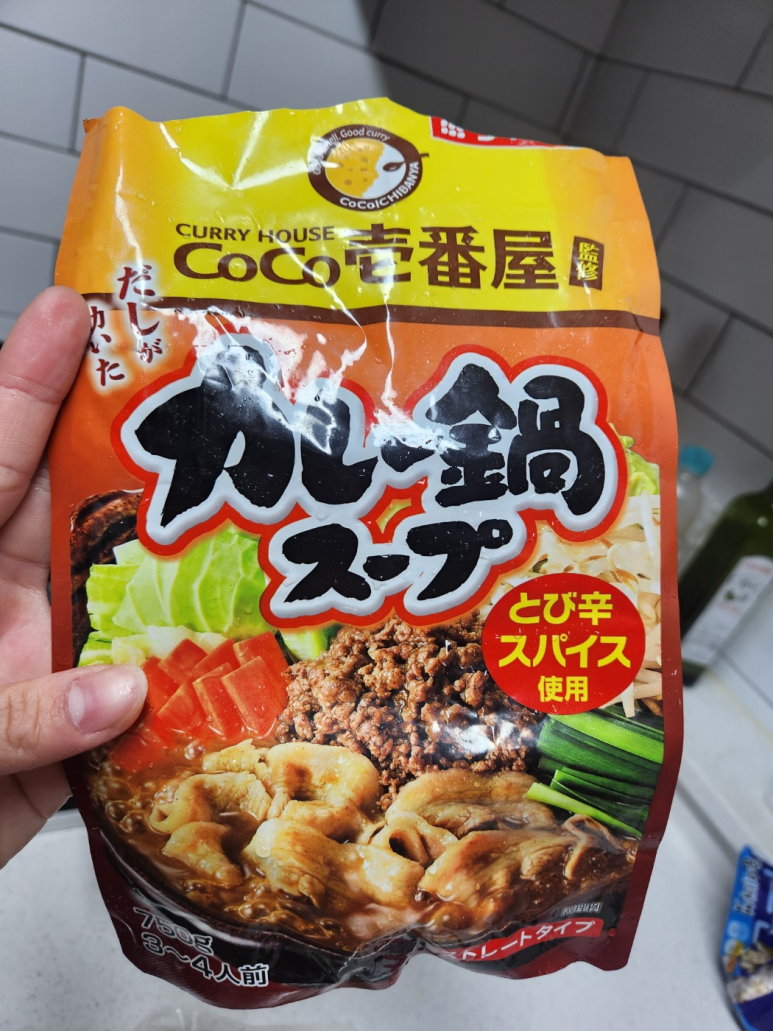 Good curry
CoCoICHIBANYA
CURRY HOUSE
CoCo壱番屋
監修
だしが
効いた
カレー鍋
スープ
とび辛
スパイス
使用
750g
3〜4人前
ストレートタイプ